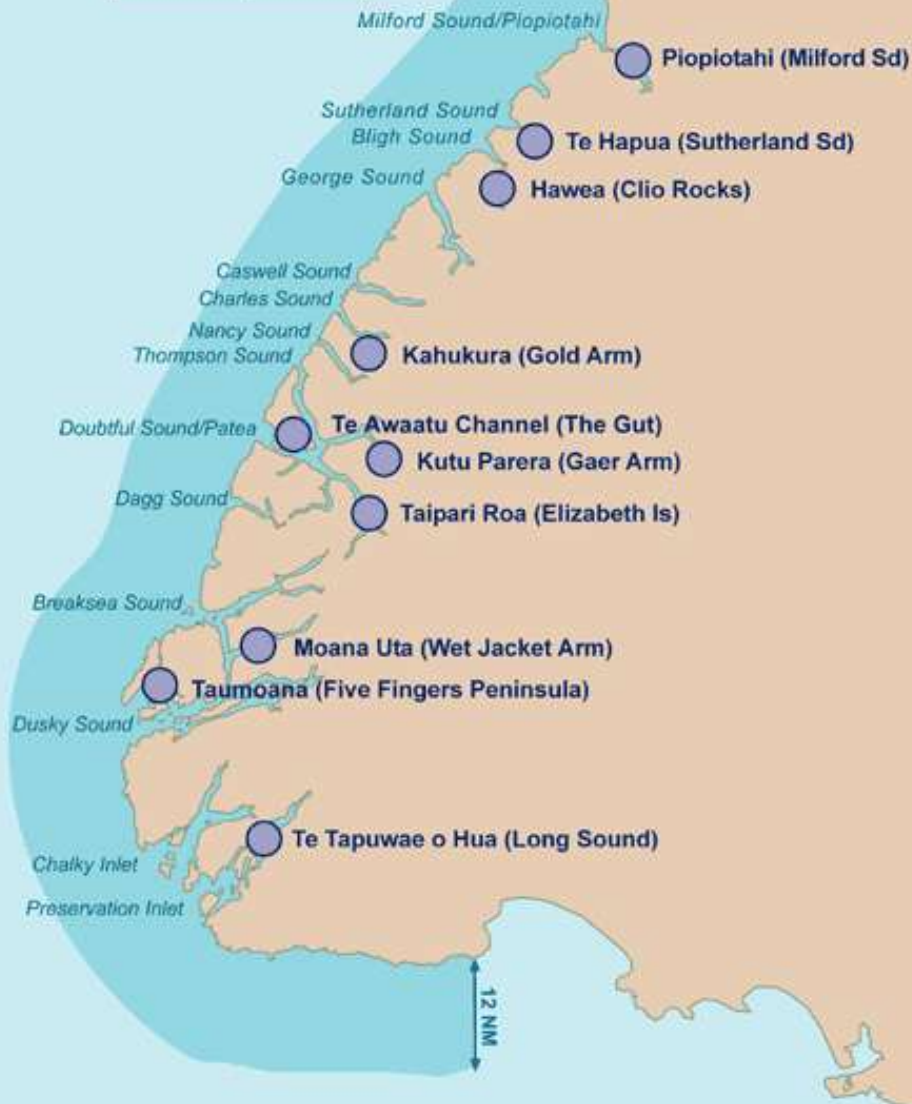 Milford Sound/Piopiotahi
Piopiotahi (Milford Sd)
Sutherland Sound
Bligh Sound
Te Hapua (Sutherland Sd)
George Sound
Hawea (Clio Rocks)
Caswell Sound
Charles Sound
Nancy Sound
Thompson Sound
Kahukura (Gold Arm)
Doubtful Sound/Patea
Te Awaatu Channel (The Gut)
Kutu Parera (Gaer Arm)
Dagg Sound
Taipari Roa (Elizabeth Is)
Breaksea Sound
Moana Uta (Wet Jacket Arm)
Taumoana (Five Fingers Peninsula)
Dusky Sound
Te Tapuwae o Hua (Long Sound)
Chalky Inlet
Preservation Inlet
12 NM